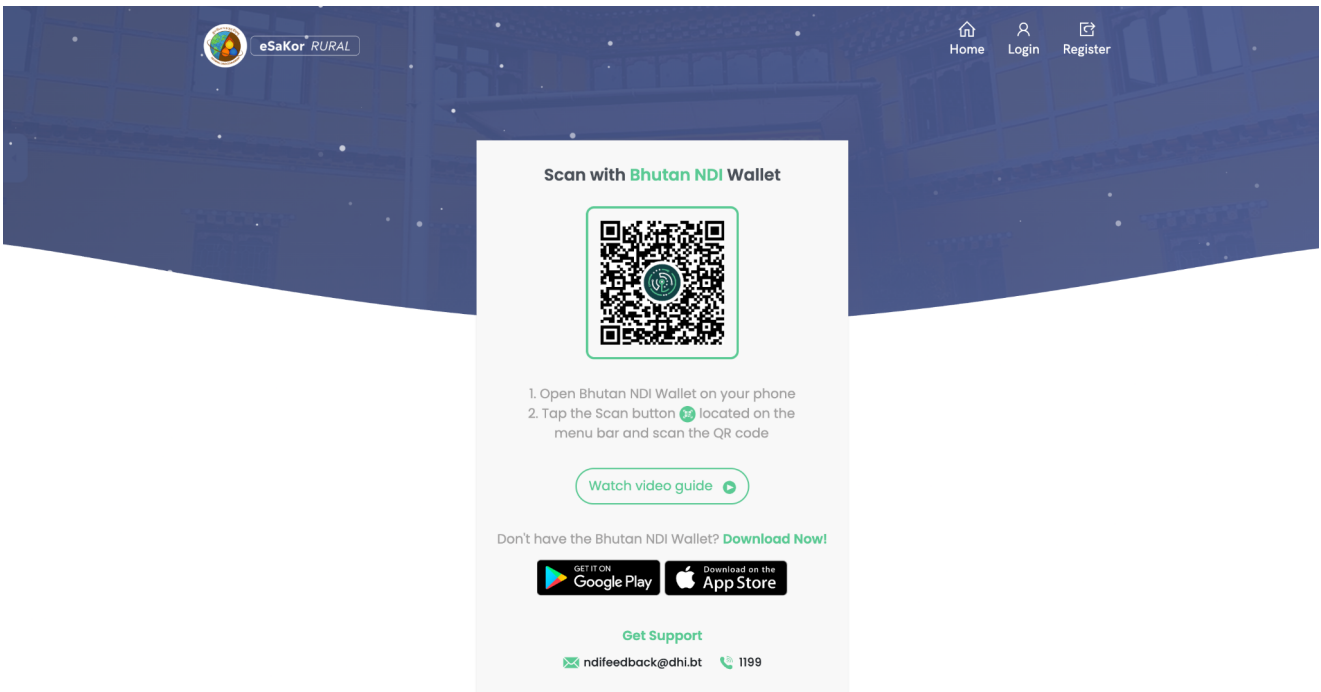 eSaKor RURAL
Home
Login
Register
Scan with Bhutan NDI Wallet
1. Open Bhutan NDI Wallet on your phone
2. Tap the Scan button located on the
menu bar and scan the QR code
Watch video guide
Don't have the Bhutan NDI Wallet? Download Now!
GET IT ON
Google Play
Download on the
App Store
Get Support
ndifeedback@dhi.bt
1199